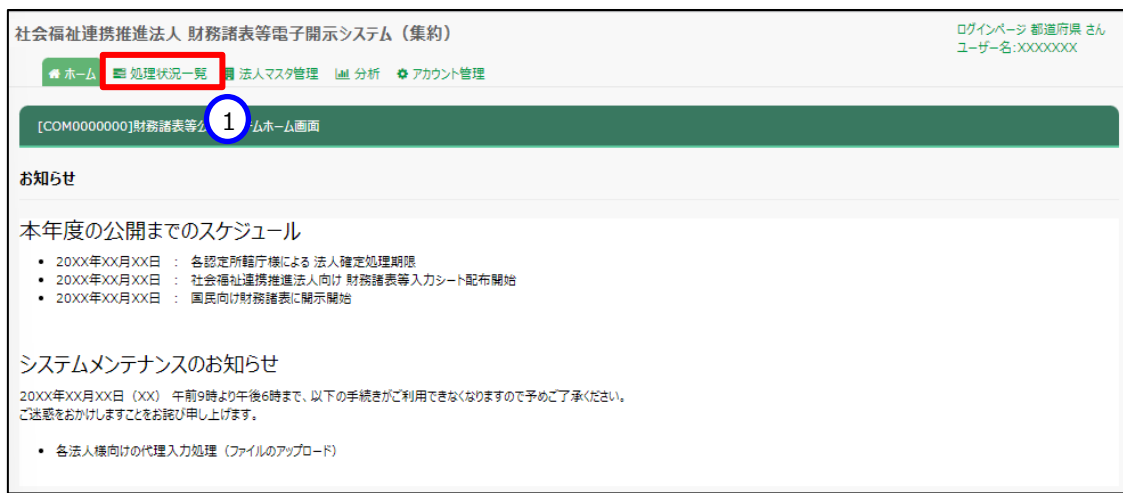 社会福祉連携推進法人 財務諸表等電子開示システム（集約）
ログインページ 都道府県 さん
ユーザー名：XXXXXXX
ホーム 処理状況一覧 法人マスタ管理 分析 アカウント管理
1
[COM0000000]財務諸表等公 ムホーム画面
お知らせ
本年度の公開までのスケジュール
• 20XX年XX月XX日 ： 各認定所轄庁様による 法人確定処理期限
• 20XX年XX月XX日 ： 社会福祉連携推進法人向け 財務諸表等入力シート配布開始
• 20XX年XX月XX日 ： 国民向け財務諸表に開示開始
システムメンテナンスのお知らせ
20XX年XX月XX日（XX） 午前9時より午後6時まで、以下の手続きがご利用できなくなりますので予めご了承ください。
ご迷惑をおかけしますことをお詫び申し上げます。
• 各法人様向けの代理入力処理（ファイルのアップロード）